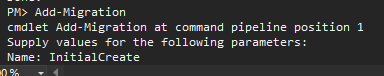 PM> Add-Migration
cmdlet Add-Migration at command pipeline position 1
Supply values for the following parameters:
Name: InitialCreate